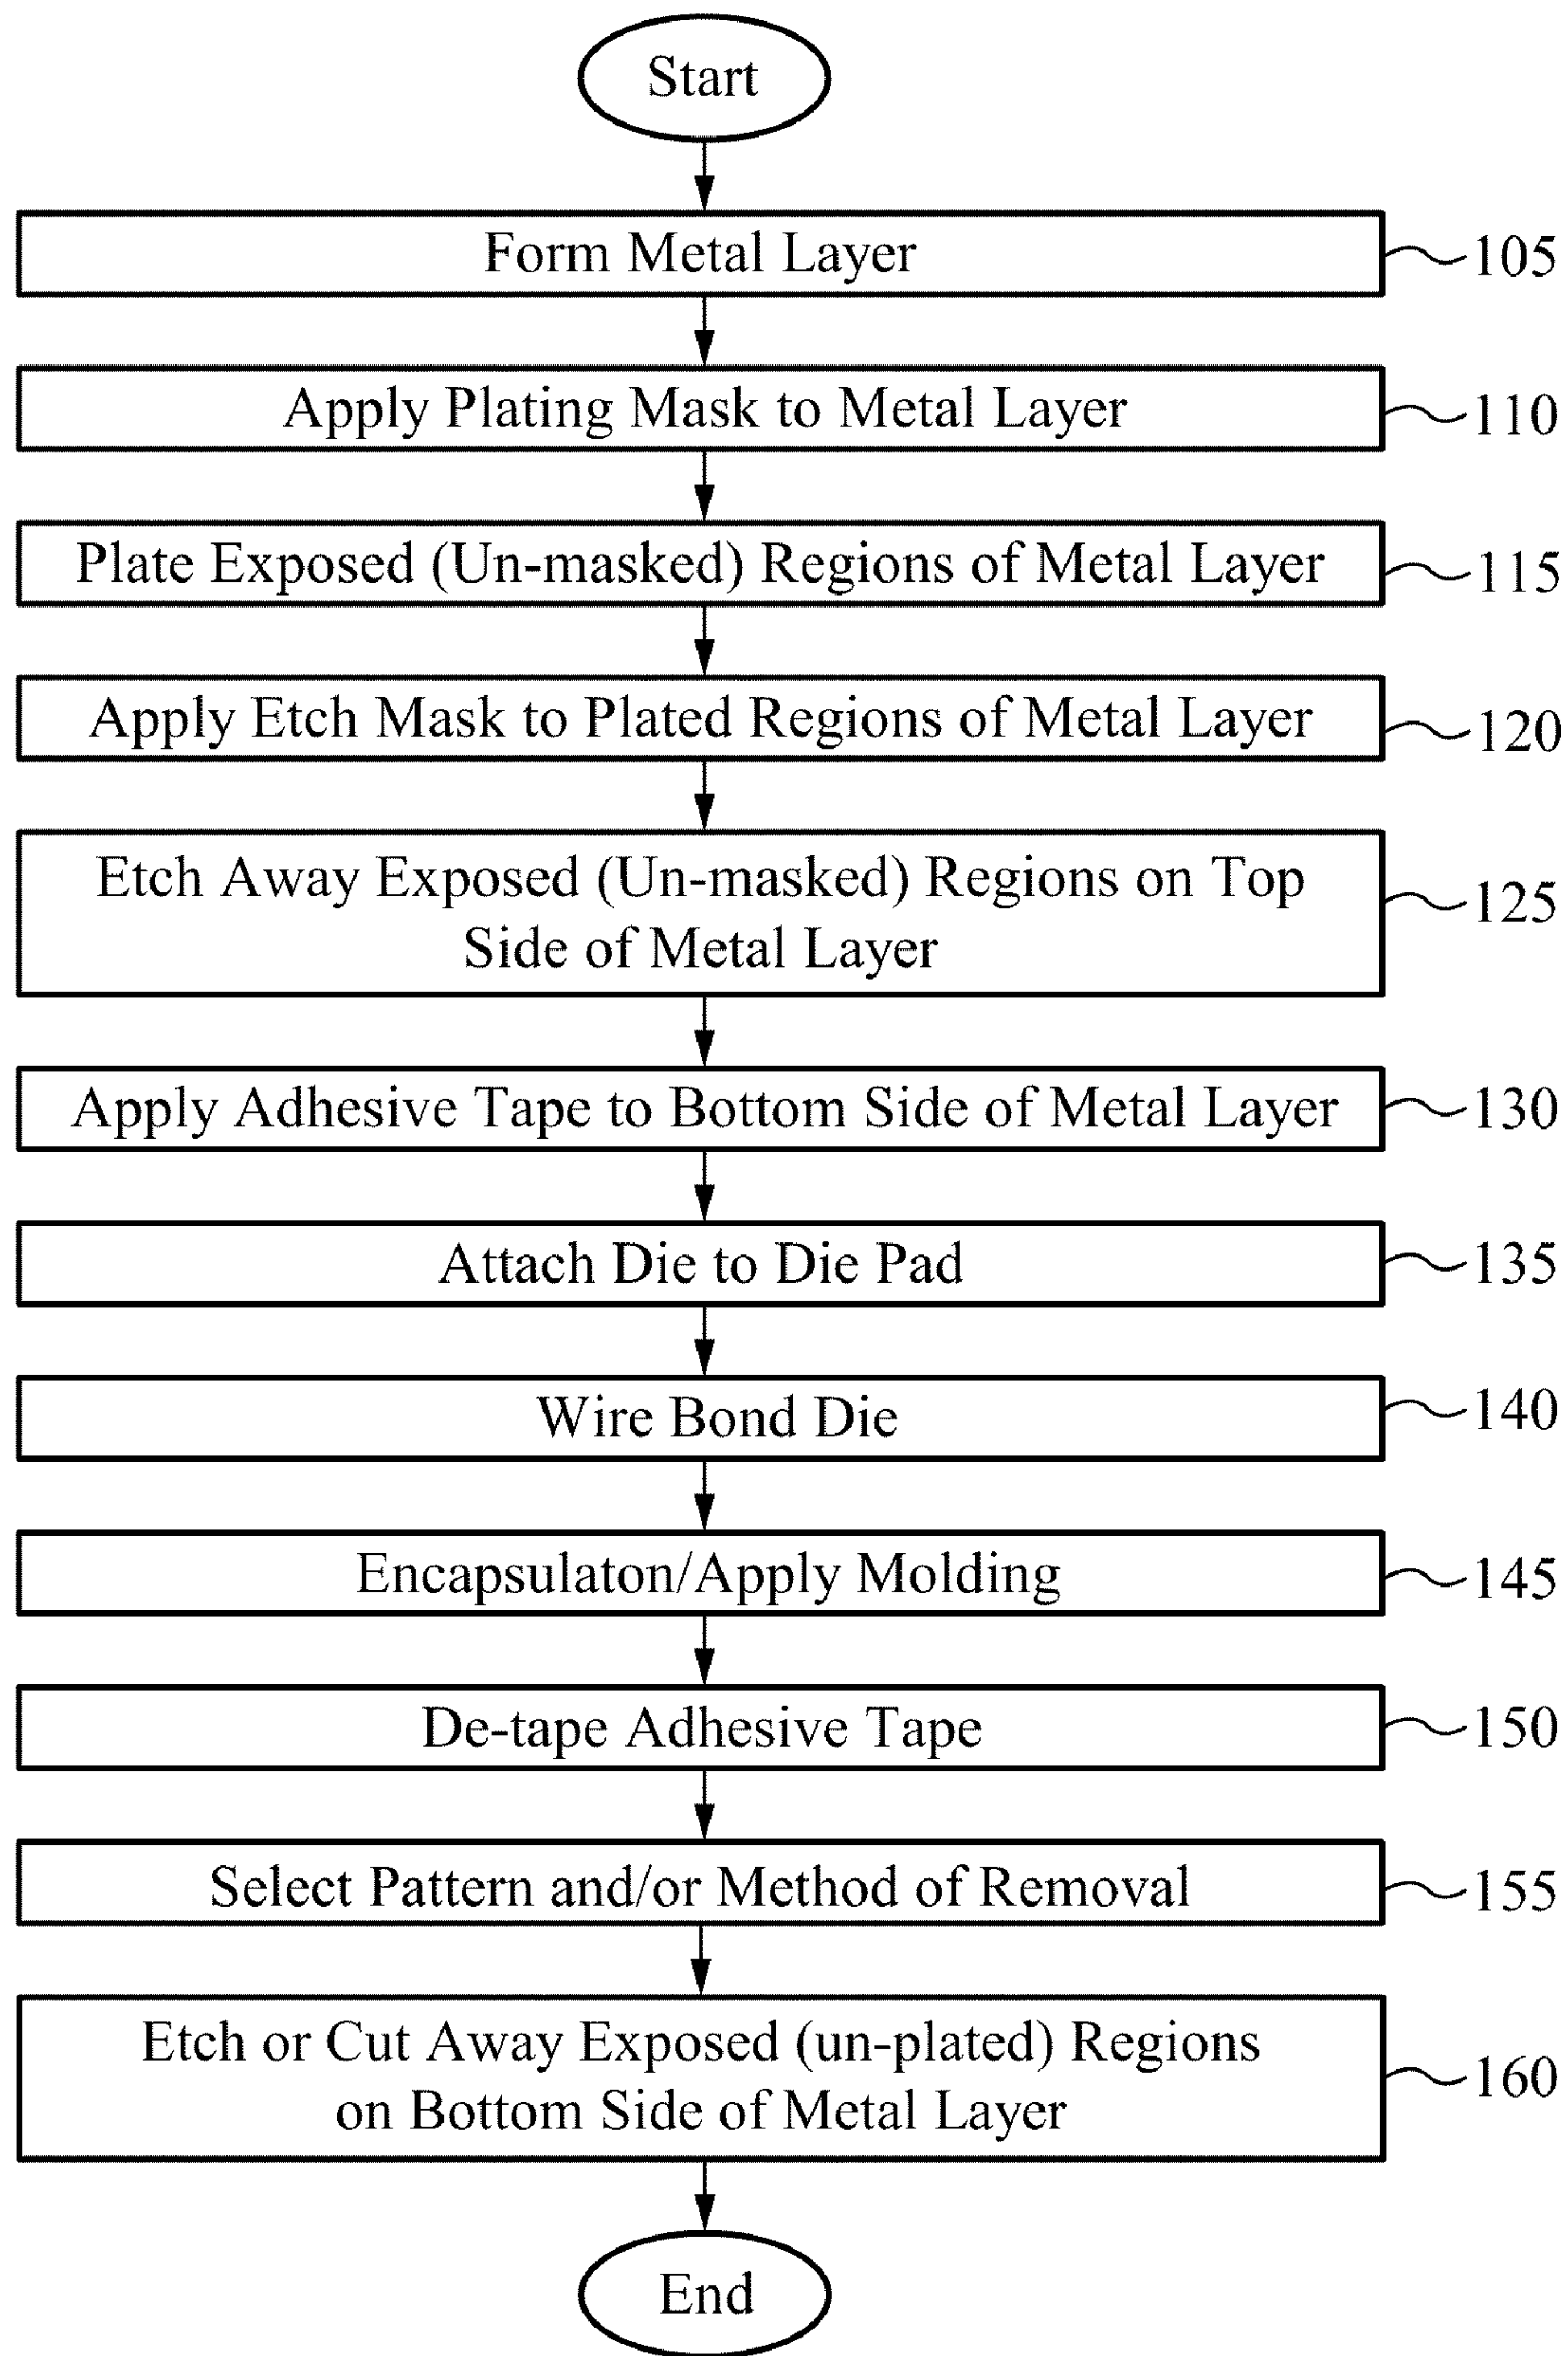 Start
Form Metal Layer
105
Apply Plating Mask to Metal Layer
110
Plate Exposed (Un-masked) Regions of Metal Layer
115
Apply Etch Mask to Plated Regions of Metal Layer
120
Etch Away Exposed (Un-masked) Regions on Top
Side of Metal Layer
125
Apply Adhesive Tape to Bottom Side of Metal Layer
130
Attach Die to Die Pad
135
Wire Bond Die
140
Encapsulaton/Apply Molding
145
De-tape Adhesive Tape
150
Select Pattern and/or Method of Removal
155
Etch or Cut Away Exposed (un-plated) Regions
on Bottom Side of Metal Layer
160
End